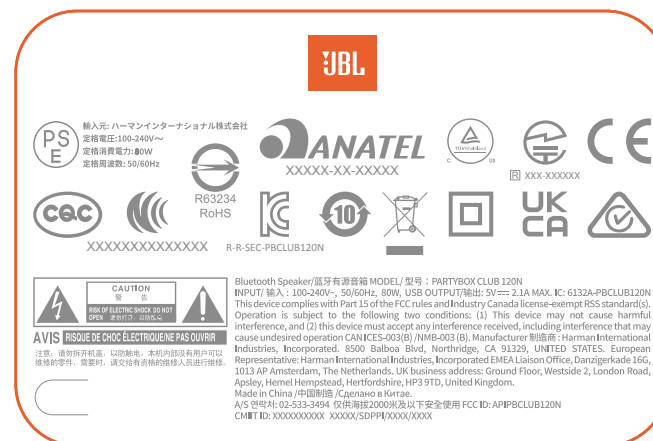 JBL
PS
E
輸入元: ハーマンインターナショナル株式会社
定格電圧:100-240V～
定格消費電力:80W
定格周波数: 50/60Hz
R63234
RoHS
ANATEL
XXXXX-XX-XXXXX
TÜVRheinland
C US
R XXX-XXXXXX
CE
CQC
XXXXXXXXXXXXXX
R-R-SEC-PBCLUB120N
10
UK
CA
CAUTION
警 告
RISK OF ELECTRIC SHOCK DO NOT
OPEN 请勿打开，以防触电
AVIS RISQUE DE CHOC ÉLECTRIQUE/NE PAS OUVRIR
注意：请勿拆开机盖，以防触电，本机内部没有用户可以
维修的零件，需要时，请交给有资格的维修人员进行维修。
Bluetooth Speaker/蓝牙有源音箱 MODEL/ 型号：PARTYBOX CLUB 120N
INPUT/ 输入：100-240V~, 50/60Hz, 80W, USB OUTPUT/输出: 5V⎓ 2.1A MAX. IC: 6132A-PBCLUB120N
This device complies with Part 15 of the FCC rules and Industry Canada license-exempt RSS standard(s).
Operation is subject to the following two conditions: (1) This device may not cause harmful
interference, and (2) this device must accept any interference received, including interference that may
cause undesired operation CAN ICES-003(B) /NMB-003 (B). Manufacturer 制造商 : Harman International
Industries, Incorporated. 8500 Balboa Blvd, Northridge, CA 91329, UNITED STATES. European
Representative: Harman International Industries, Incorporated EMEA Liaison Office, Danzigerkade 16G,
1013 AP Amsterdam, The Netherlands. UK business address: Ground Floor, Westside 2, London Road,
Apsley, Hemel Hempstead, Hertfordshire, HP3 9TD, United Kingdom.
Made in China /中国制造 /Сделано в Китае.
A/S 연락처: 02-533-3494 仅供海拔2000米及以下安全使用 FCC ID: APIPBCLUB120N
CMIIT ID: XXXXXXXXXX XXXXX/SDPPI/XXXX/XXXX